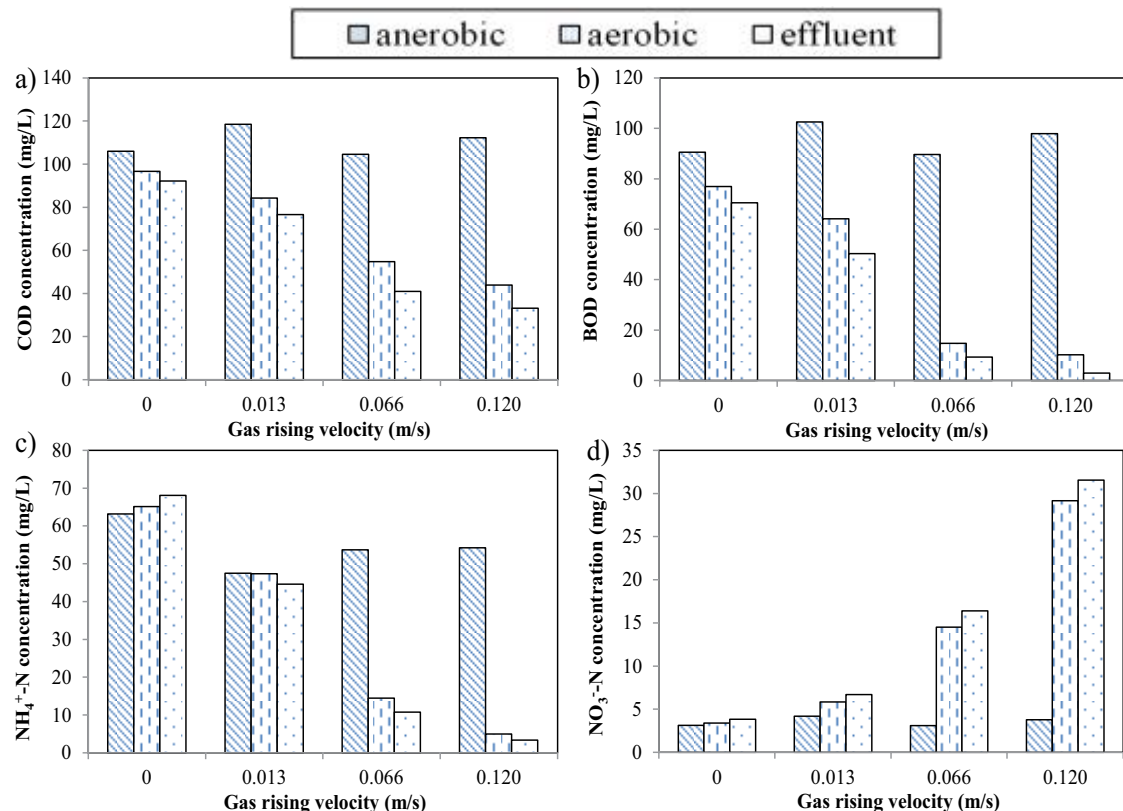 anerobic aerobic effluent
a)
COD concentration (mg/L)
140
120
100
80
60
40
20
0
0 0.013 0.066 0.120
Gas rising velocity (m/s)
b)
BOD concentration (mg/L)
120
100
80
60
40
20
0
0 0.013 0.066 0.120
Gas rising velocity (m/s)
c)
NH₄⁺-N concentration (mg/L)
80
70
60
50
40
30
20
10
0
0 0.013 0.066 0.120
Gas rising velocity (m/s)
d)
NO₃⁻-N concentration (mg/L)
35
30
25
20
15
10
5
0
0 0.013 0.066 0.120
Gas rising velocity (m/s)